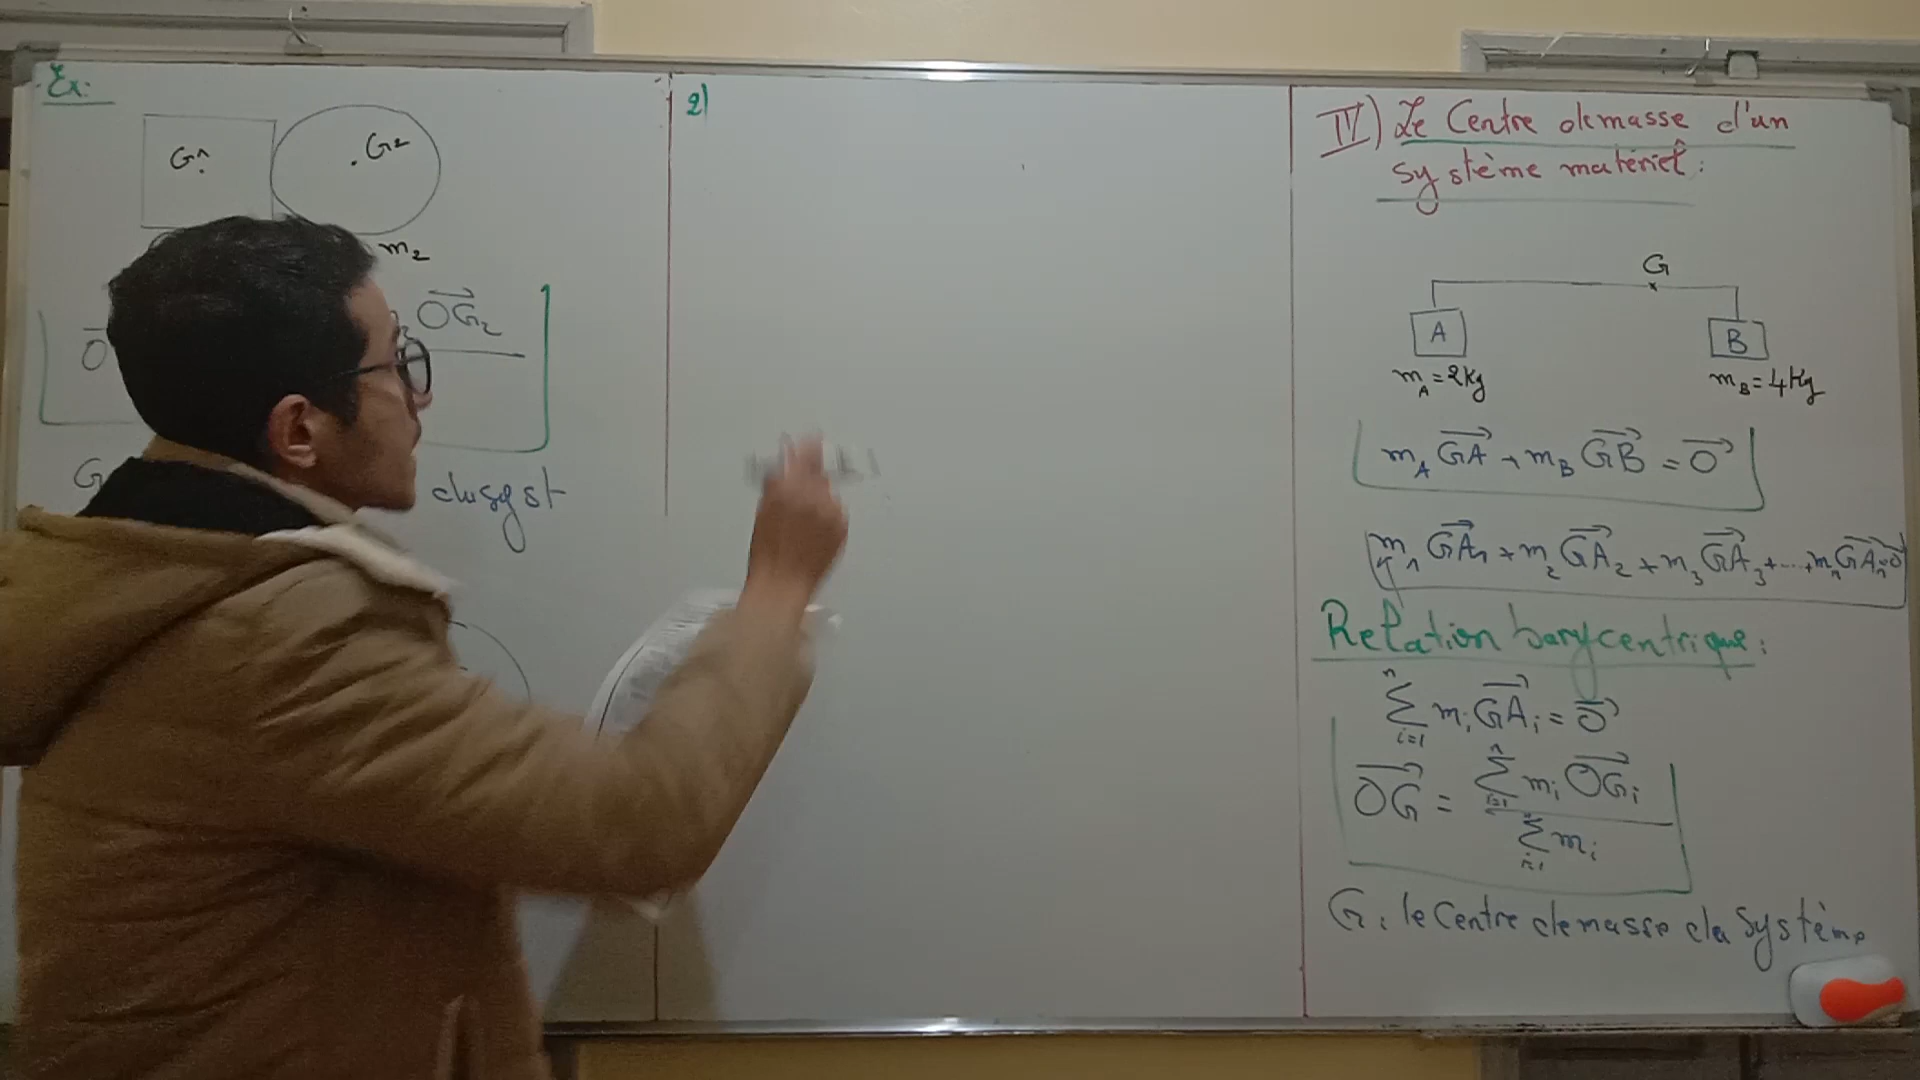 Ex:
G1
G2
m₂
OG₂
G
du syst
2)
IV) Le Centre de masse d'un
système matériel :
G
A
B
m_A = 2Kg
m_B = 4Kg
m_A GA + m_B GB = 0
m₁ GA₁ + m₂ GA₂ + m₃ GA₃ + ... + mₙ GAₙ = 0
Relation barycentrique :
n
Σ mᵢ GAᵢ = 0
i=1
OG = Σ mᵢ OGᵢ
Σ mᵢ
G : le Centre de masse du système